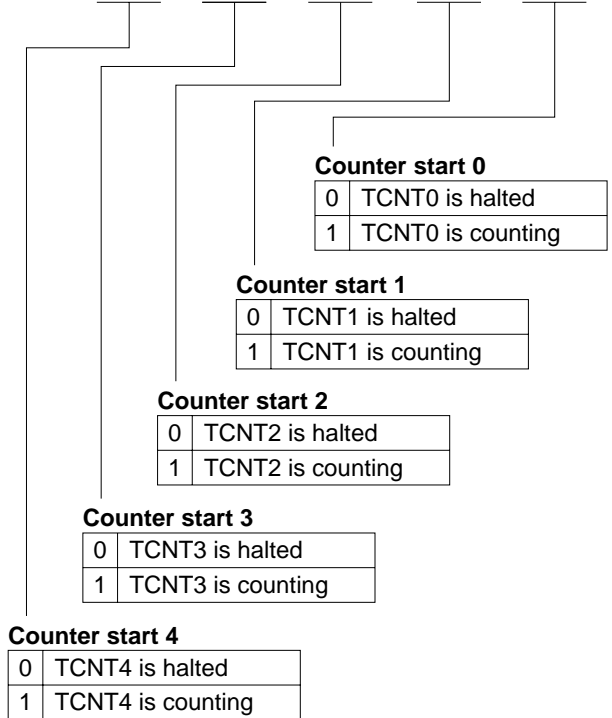 Counter start 0
0 TCNT0 is halted
1 TCNT0 is counting
Counter start 1
0 TCNT1 is halted
1 TCNT1 is counting
Counter start 2
0 TCNT2 is halted
1 TCNT2 is counting
Counter start 3
0 TCNT3 is halted
1 TCNT3 is counting
Counter start 4
0 TCNT4 is halted
1 TCNT4 is counting